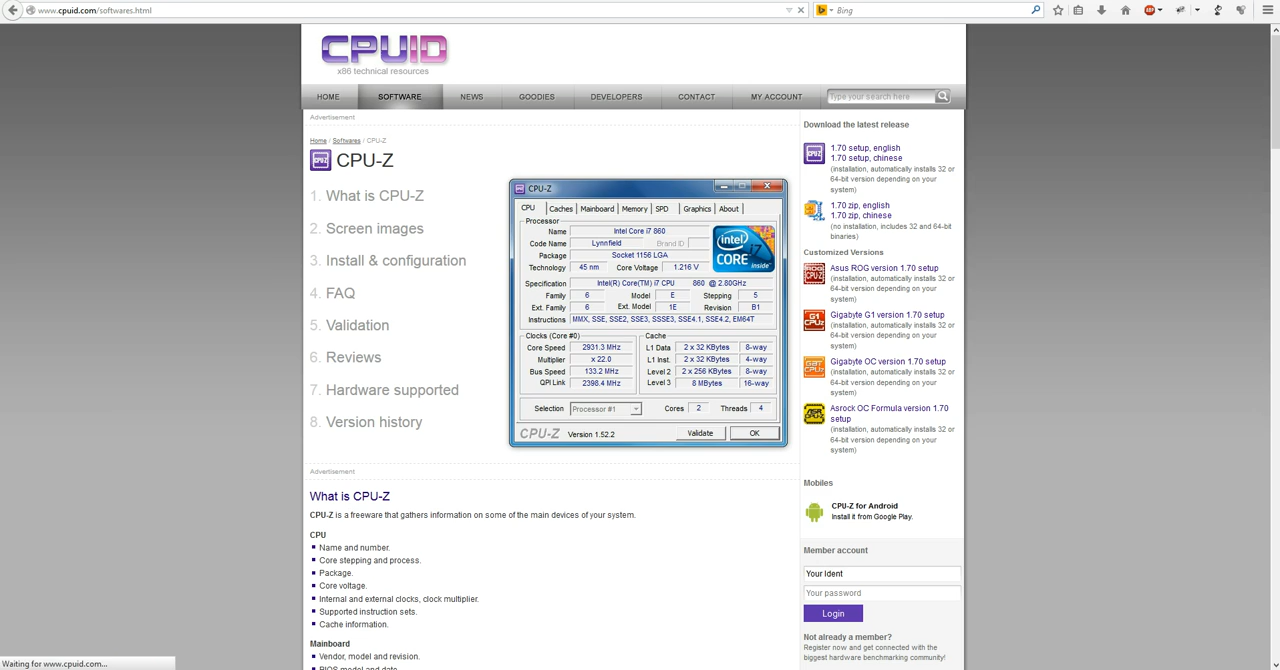 www.cpuid.com/softwares.html
Bing
CPUID
x86 technical resources
HOME
SOFTWARE
NEWS
GOODIES
DEVELOPERS
CONTACT
MY ACCOUNT
Type your search here
Advertisement
Home / Softwares / CPU-Z
CPU-Z
1. What is CPU-Z
2. Screen images
3. Install & configuration
4. FAQ
5. Validation
6. Reviews
7. Hardware supported
8. Version history
CPU-Z
CPU Caches Mainboard Memory SPD Graphics About
Processor
Name Intel Core i7 860
Code Name Lynnfield Brand ID
Package Socket 1156 LGA
Technology 45 nm Core Voltage 1.216 V
intel
CORE i7
inside
Specification Intel(R) Core(TM) i7 CPU 860 @ 2.80GHz
Family 6 Model E Stepping 5
Ext. Family 6 Ext. Model 1E Revision B1
Instructions MMX, SSE, SSE2, SSE3, SSSE3, SSE4.1, SSE4.2, EM64T
Clocks (Core #0)
Core Speed 2931.3 MHz
Multiplier x 22.0
Bus Speed 133.2 MHz
QPI Link 2398.4 MHz
Cache
L1 Data 2 x 32 KBytes 8-way
L1 Inst. 2 x 32 KBytes 4-way
Level 2 2 x 256 KBytes 8-way
Level 3 8 MBytes 16-way
Selection Processor #1 Cores 2 Threads 4
CPU-Z Version 1.52.2 Validate OK
Advertisement
What is CPU-Z
CPU-Z is a freeware that gathers information on some of the main devices of your system.
CPU
Name and number.
Core stepping and process.
Package.
Core voltage.
Internal and external clocks, clock multiplier.
Supported instruction sets.
Cache information.
Mainboard
Vendor, model and revision.
BIOS model and date.
Download the latest release
CPU-Z
1.70 setup, english
1.70 setup, chinese
(installation, automatically installs 32 or
64-bit version depending on your
system)
1.70 zip, english
1.70 zip, chinese
(no installation, includes 32 and 64-bit
binaries)
Customized Versions
Asus ROG version 1.70 setup
(installation, automatically installs 32 or
64-bit version depending on your
system)
Gigabyte G1 version 1.70 setup
(installation, automatically installs 32 or
64-bit version depending on your
system)
Gigabyte OC version 1.70 setup
(installation, automatically installs 32 or
64-bit version depending on your
system)
Asrock OC Formula version 1.70
setup
(installation, automatically installs 32 or
64-bit version depending on your
system)
Mobiles
CPU-Z for Android
Install it from Google Play.
Member account
Your Ident
Your password
Login
Not already a member?
Register now and get connected with the
biggest hardware benchmarking community!
Waiting for www.cpuid.com...